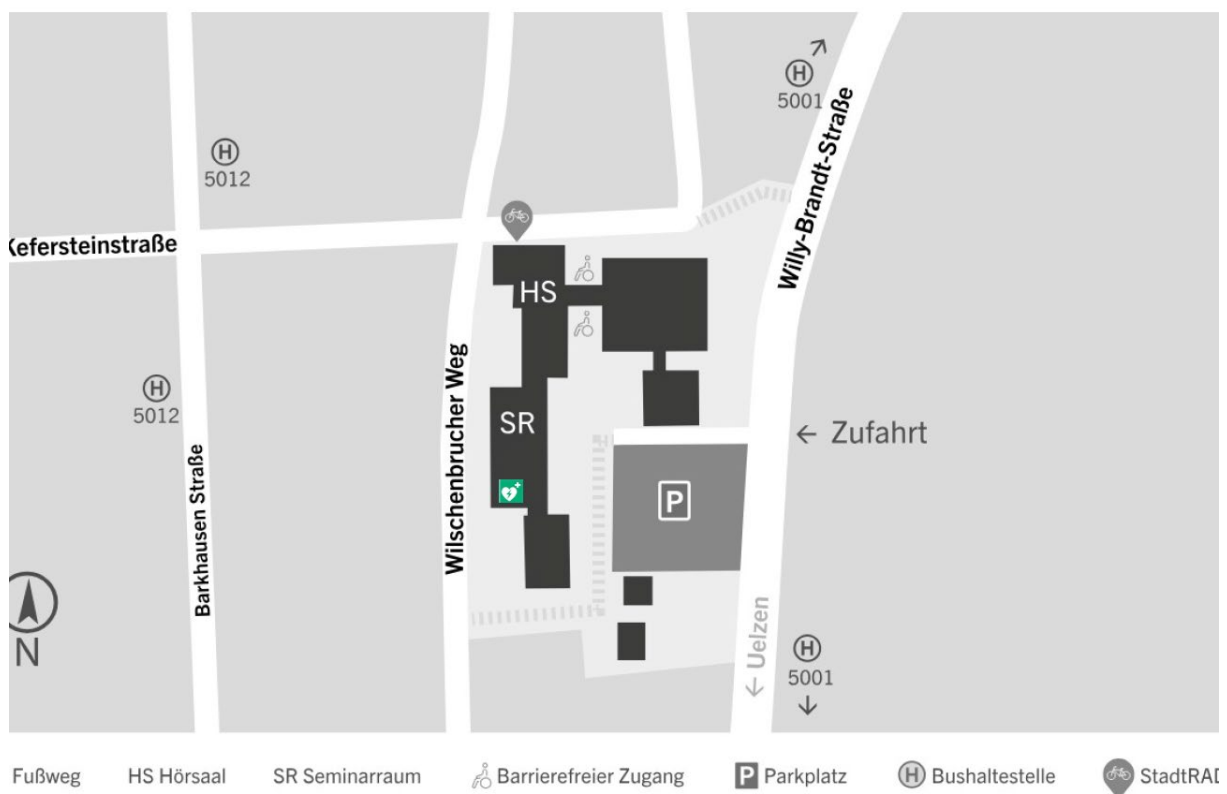 H
5001
H
5012
Kefersteinstraße
Willy-Brandt-Straße
HS
Wilschenbrucher Weg
H
5012
SR
← Zufahrt
Barkhausen Straße
P
N
← Uelzen
H
5001
Fußweg
HS Hörsaal
SR Seminarraum
Barrierefreier Zugang
P Parkplatz
H Bushaltestelle
StadtRAD